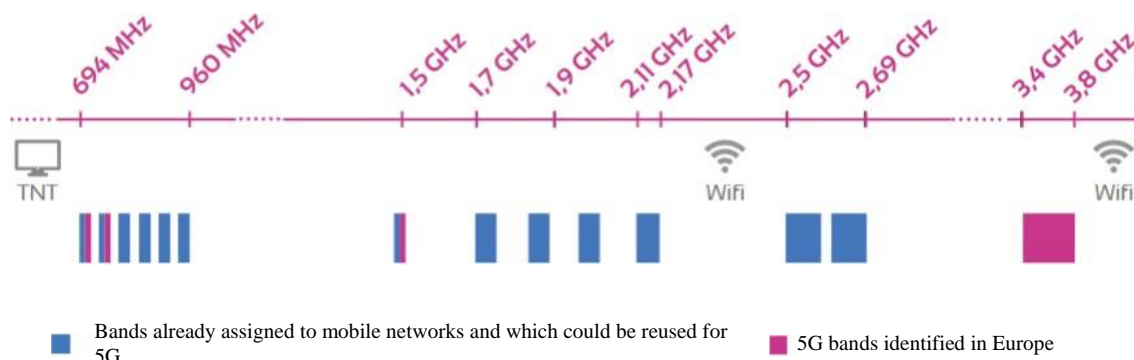 694 MHz
960 MHz
1,5 GHz
1,7 GHz
1,9 GHz
2,11 GHz
2,17 GHz
2,5 GHz
2,69 GHz
3,4 GHz
3,8 GHz
TNT
Wifi
Wifi
Bands already assigned to mobile networks and which could be reused for
5G
5G bands identified in Europe